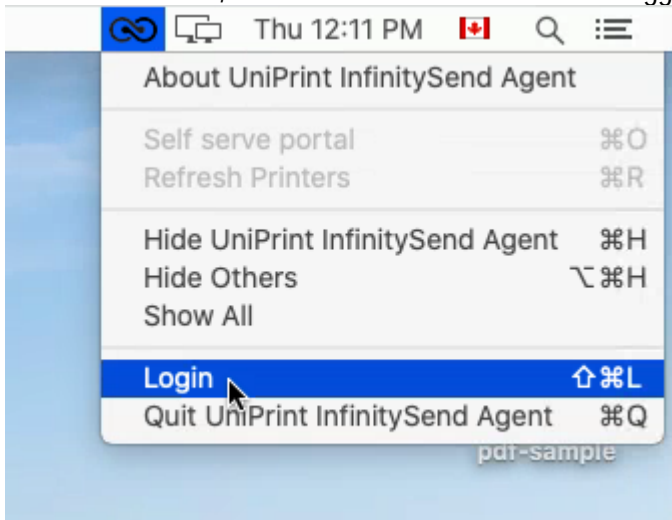 Thu 12:11 PM
About UniPrint InfinitySend Agent
Self serve portal ⌘O
Refresh Printers ⌘R
Hide UniPrint InfinitySend Agent ⌘H
Hide Others ⌥⌘H
Show All
Login ⇧⌘L
Quit UniPrint InfinitySend Agent ⌘Q
pdf-sample